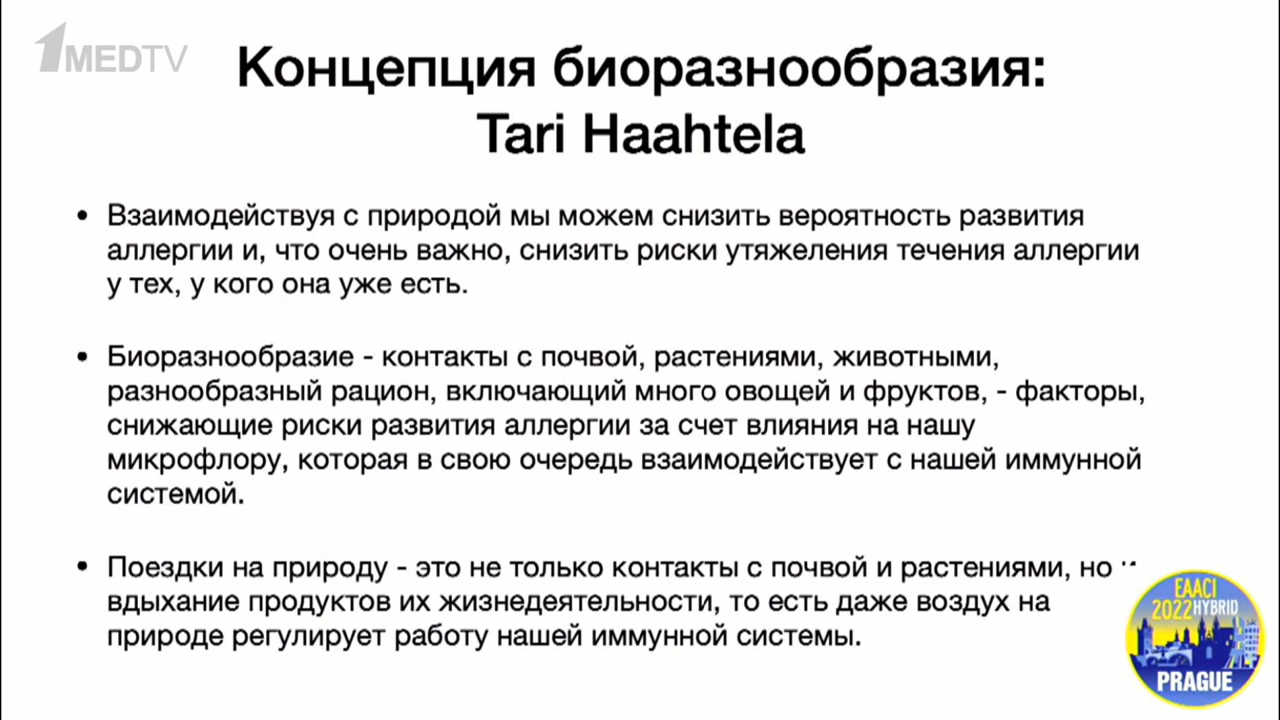 1MEDTV
Концепция биоразнообразия:
Tari Haahtela
• Взаимодействуя с природой мы можем снизить вероятность развития
аллергии и, что очень важно, снизить риски утяжеления течения аллергии
у тех, у кого она уже есть.
• Биоразнообразие - контакты с почвой, растениями, животными,
разнообразный рацион, включающий много овощей и фруктов, - факторы,
снижающие риски развития аллергии за счет влияния на нашу
микрофлору, которая в свою очередь взаимодействует с нашей иммунной
системой.
• Поездки на природу - это не только контакты с почвой и растениями, но
вдыхание продуктов их жизнедеятельности, то есть даже воздух на
природе регулирует работу нашей иммунной системы.
EAACI
2022 HYBRID
PRAGUE